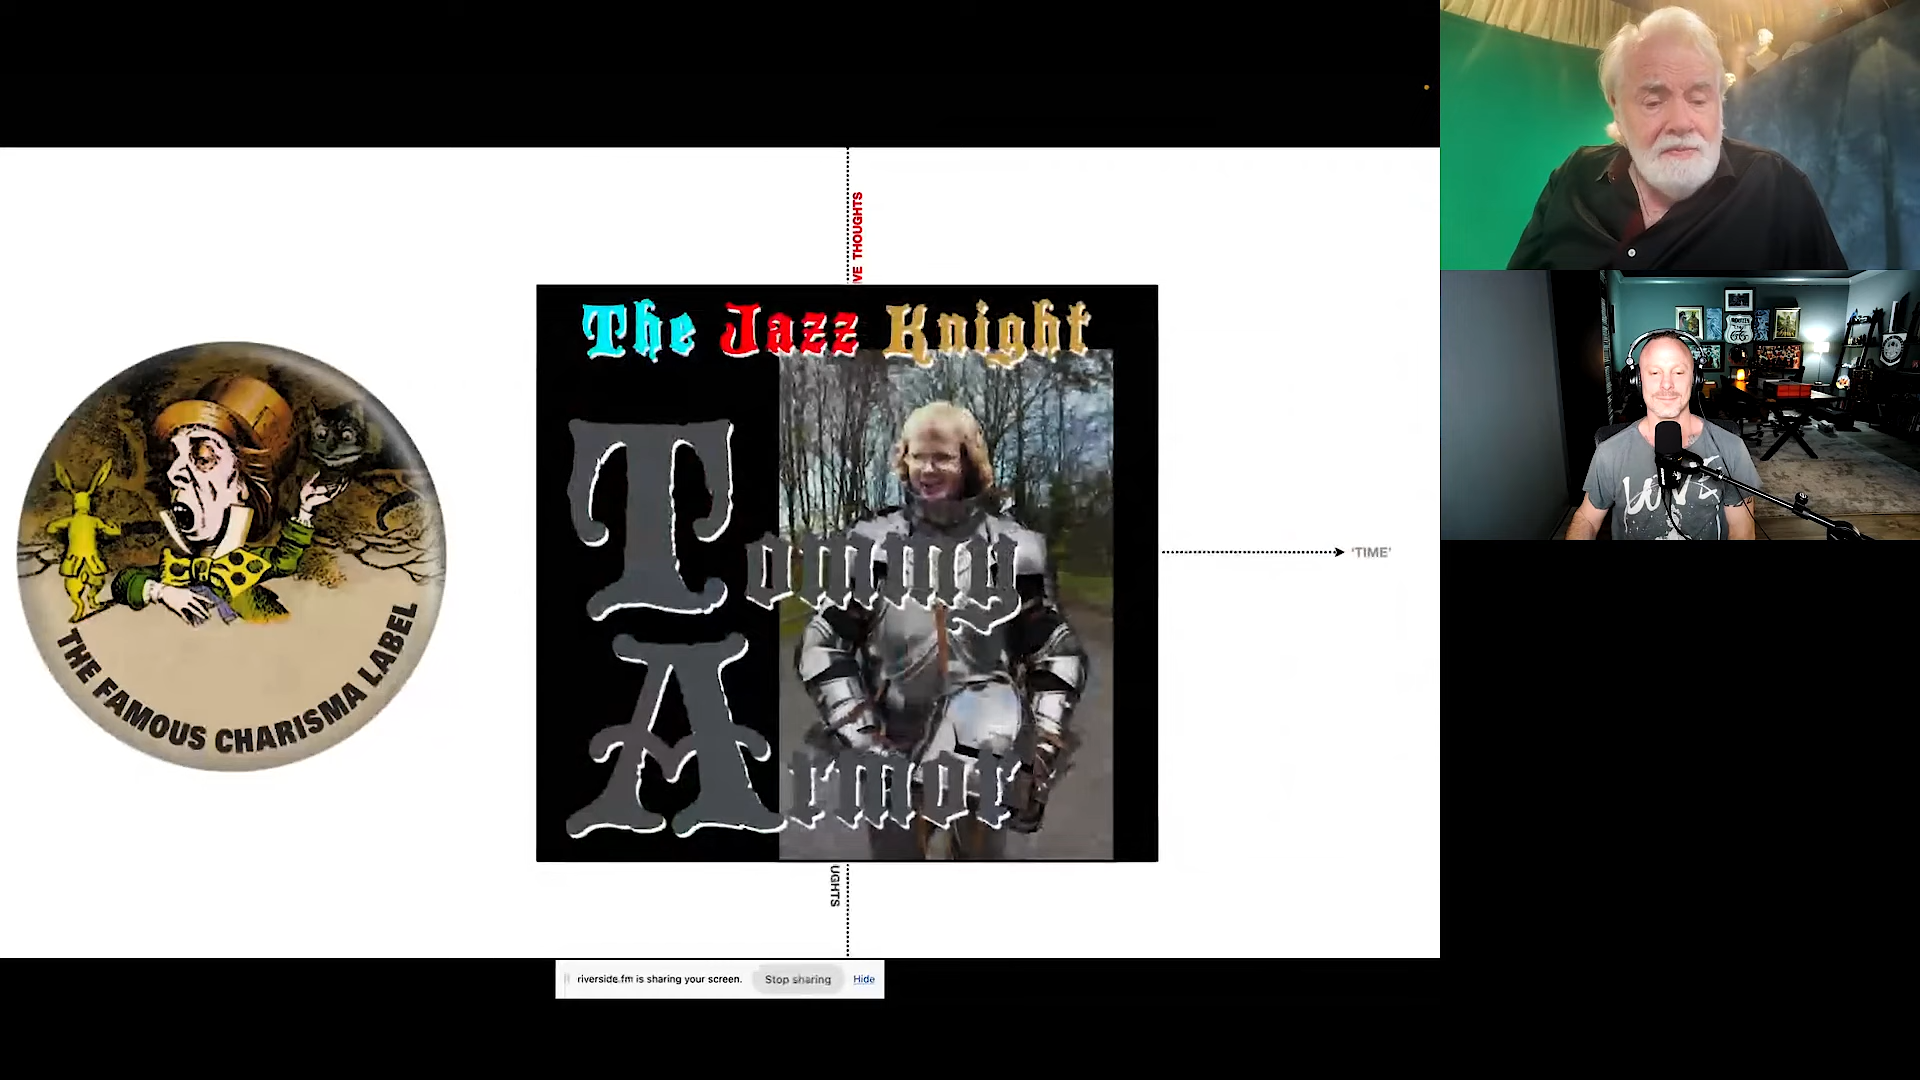 VE THOUGHTS
The Jazz Knight
Tommy
Armor
THE FAMOUS CHARISMA LABEL
'TIME'
UGHTS
riverside.fm is sharing your screen. Stop sharing Hide
LOVE